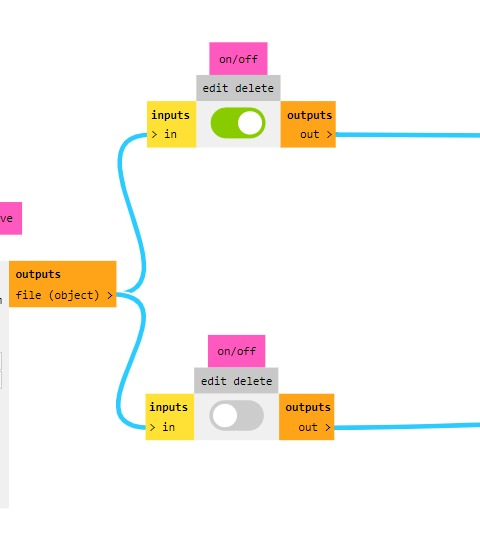 on/off
edit delete
inputs
> in
outputs
out >
ve
outputs
file (object) >
on/off
edit delete
inputs
> in
outputs
out >